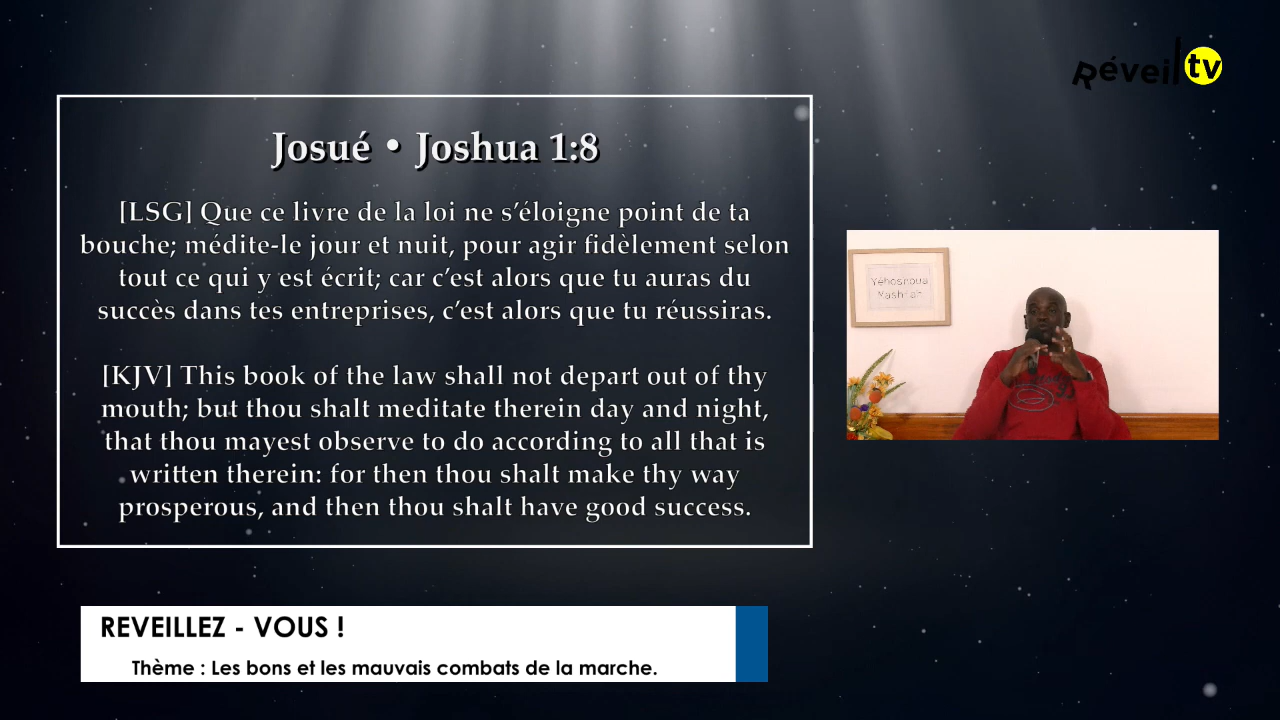 Réveil tv
Josué • Joshua 1:8
[LSG] Que ce livre de la loi ne s’éloigne point de ta
bouche; médite-le jour et nuit, pour agir fidèlement selon
tout ce qui y est écrit; car c’est alors que tu auras du
succès dans tes entreprises, c’est alors que tu réussiras.
[KJV] This book of the law shall not depart out of thy
mouth; but thou shalt meditate therein day and night,
that thou mayest observe to do according to all that is
written therein: for then thou shalt make thy way
prosperous, and then thou shalt have good success.
Yehoshoua
REVEILLEZ - VOUS !
Thème : Les bons et les mauvais combats de la marche.